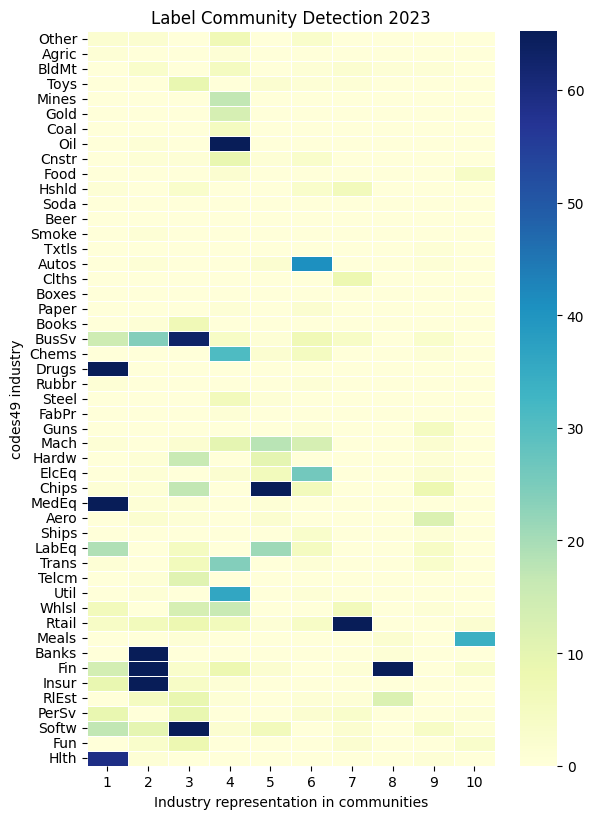 Label Community Detection 2023
codes49 industry
Other
Agric
BldMt
Toys
Mines
Gold
Coal
Oil
Cnstr
Food
Hshld
Soda
Beer
Smoke
Txtls
Autos
Clths
Boxes
Paper
Books
BusSv
Chems
Drugs
Rubbr
Steel
FabPr
Guns
Mach
Hardw
ElcEq
Chips
MedEq
Aero
Ships
LabEq
Trans
Telcm
Util
Whlsl
Rtail
Meals
Banks
Fin
Insur
RlEst
PerSv
Softw
Fun
Hlth
1 2 3 4 5 6 7 8 9 10
Industry representation in communities
60
50
40
30
20
10
0